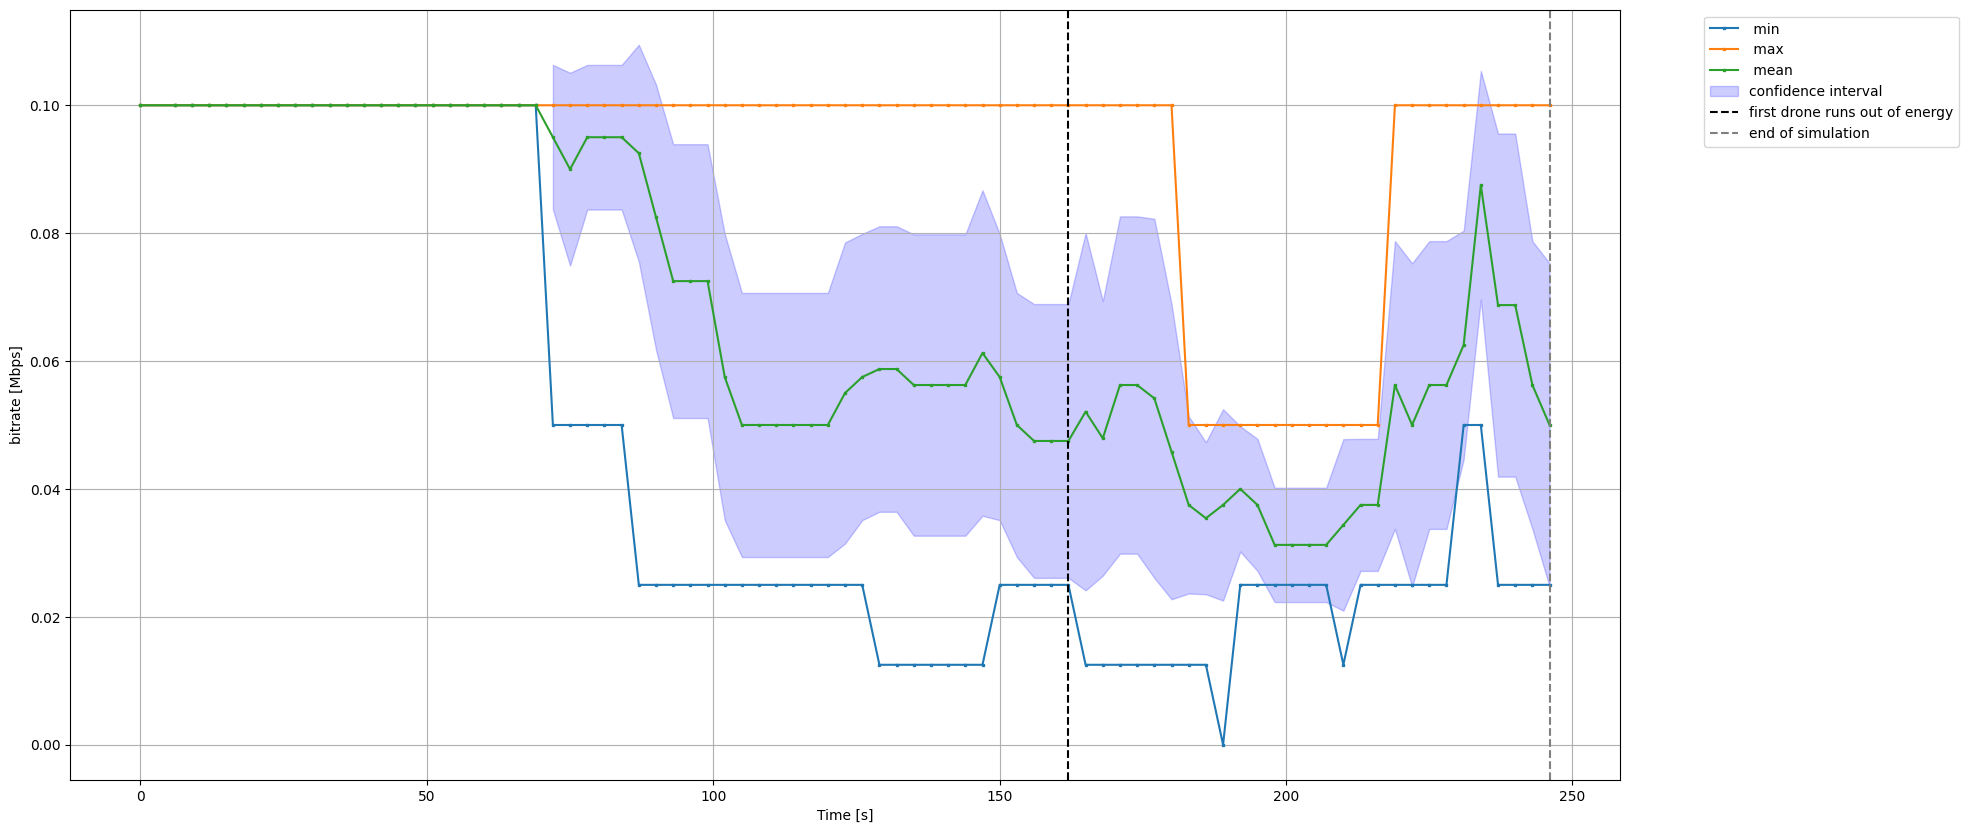 min
max
mean
confidence interval
first drone runs out of energy
end of simulation
bitrate [Mbps]
0.10
0.08
0.06
0.04
0.02
0.00
0
50
100
150
200
250
Time [s]